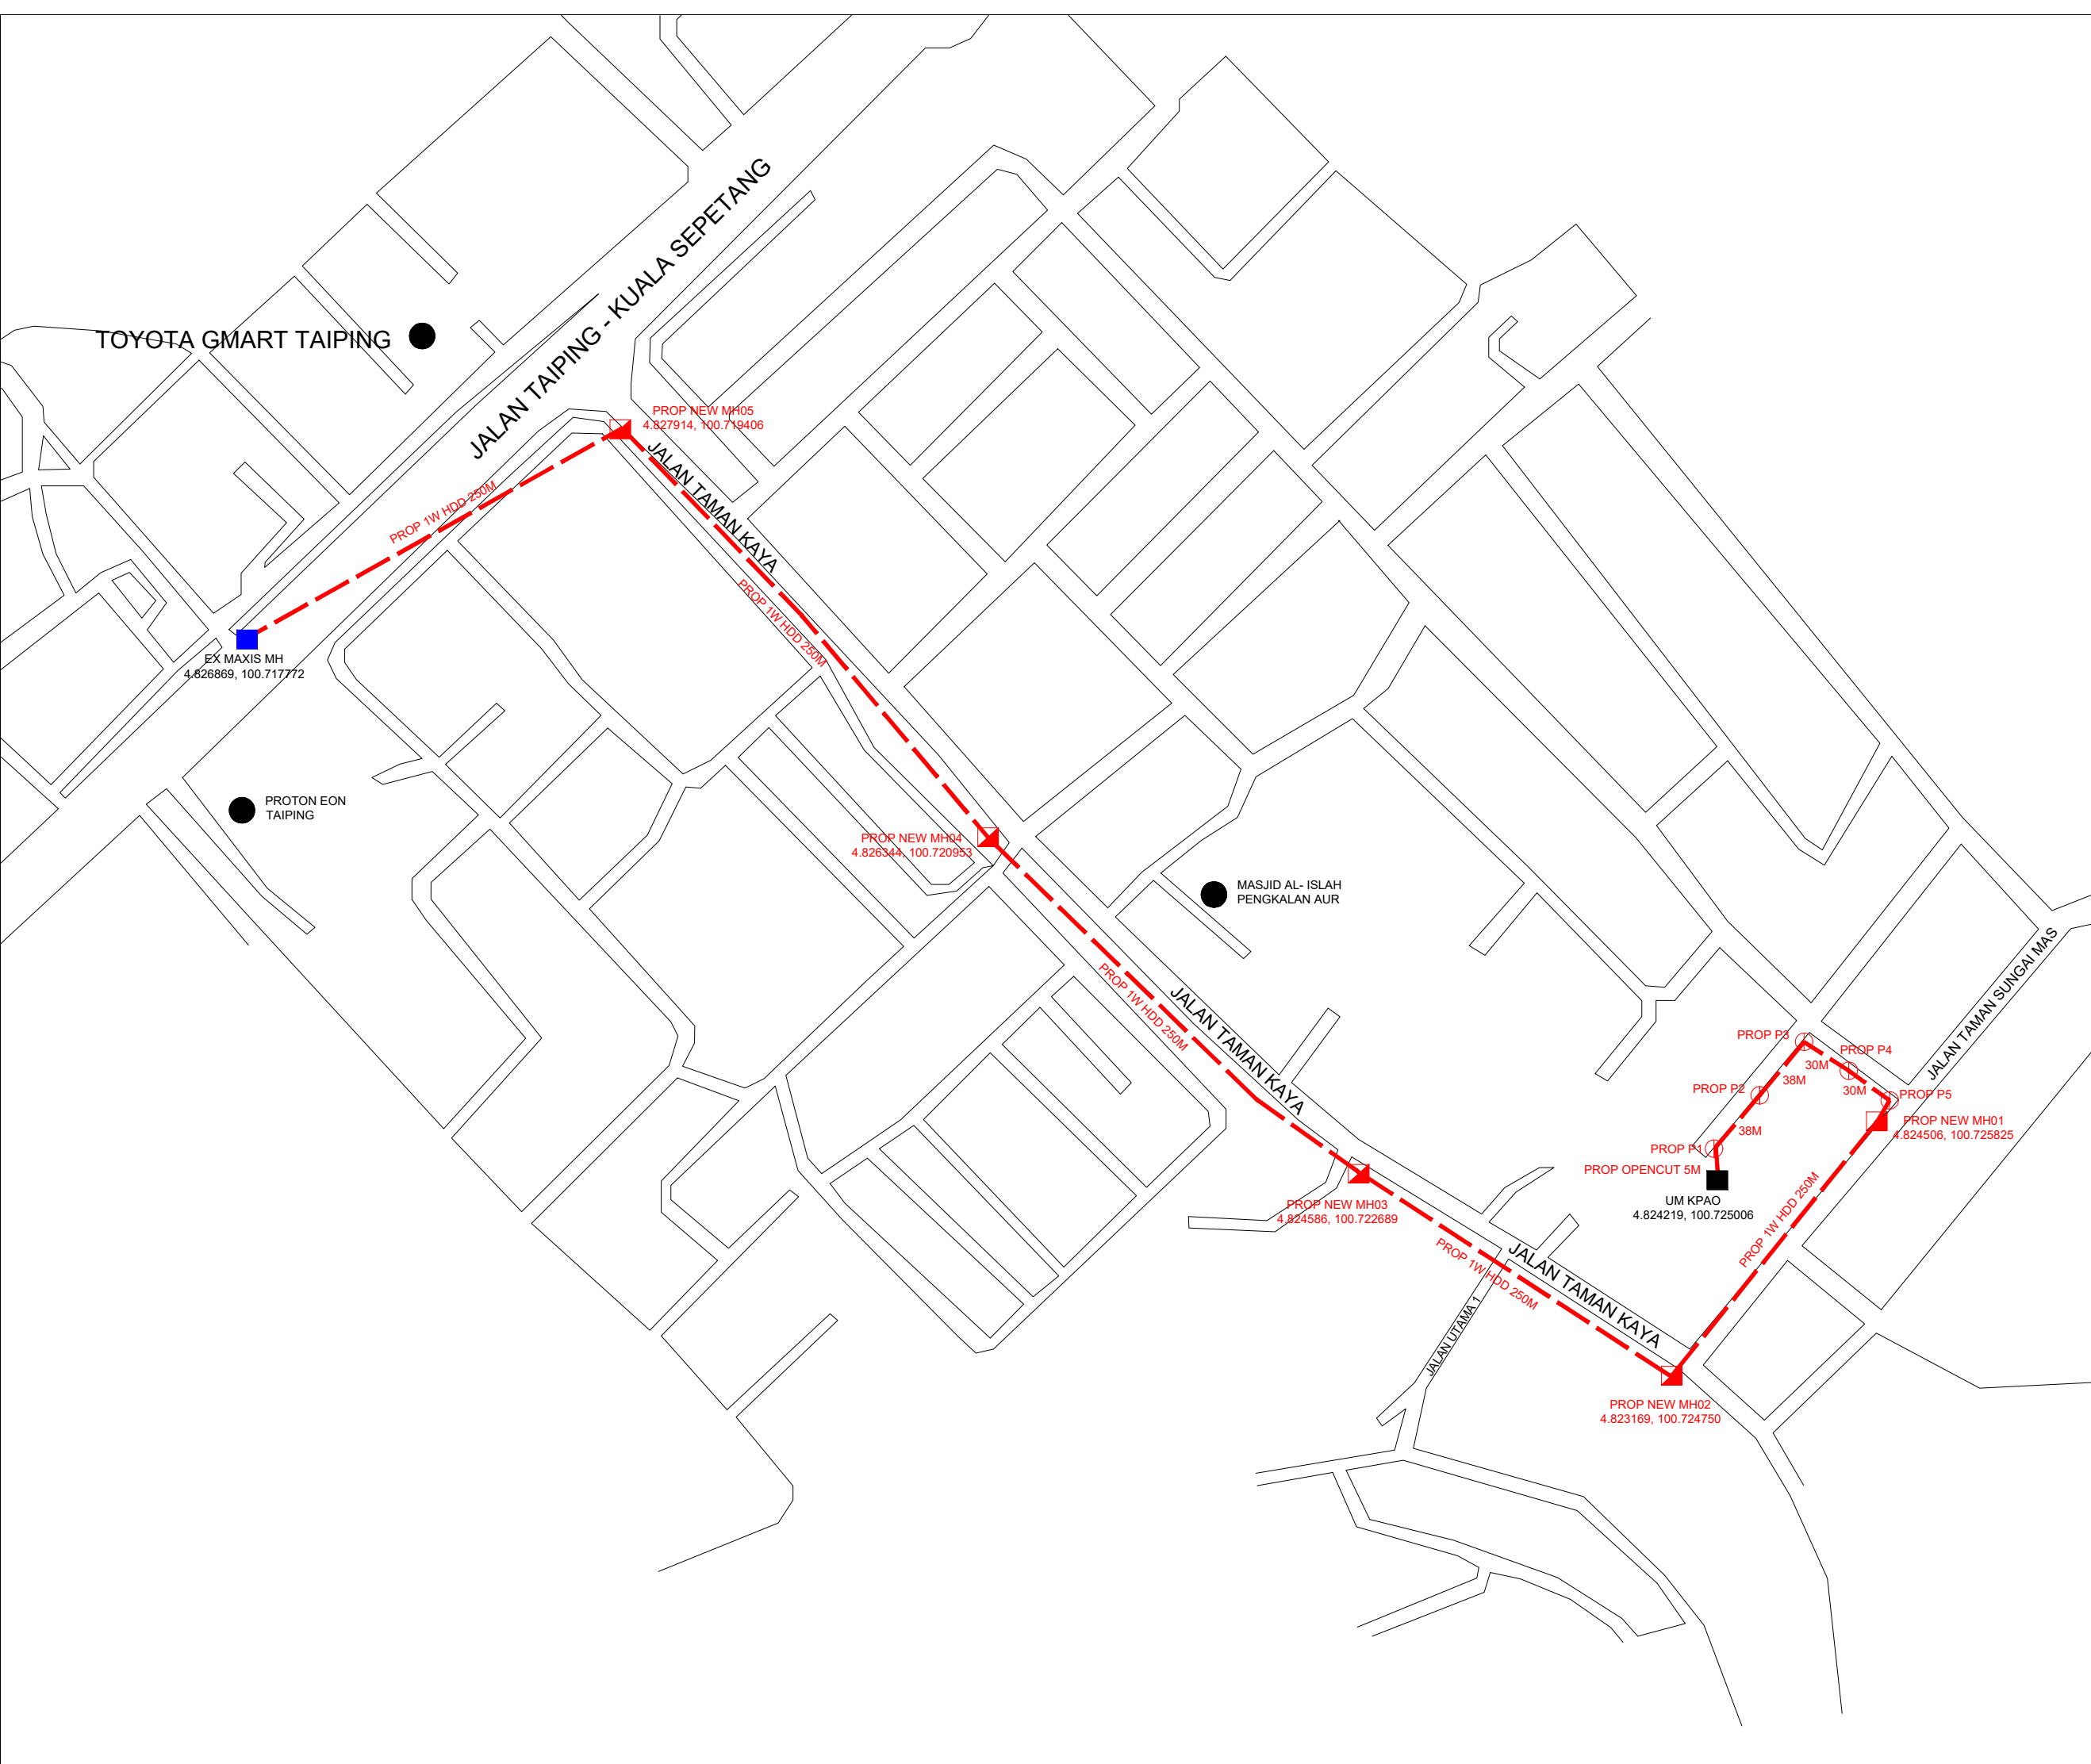 JALAN TAIPING - KUALA SEPETANG
TOYOTA GMART TAIPING
PROP NEW MH05
4.827914, 100.719406
JALAN TAMAN KAYA
PROP 1W HDD 250M
PROP 1W HDD 250M
EX MAXIS MH
4.826869, 100.717772
PROTON EON
TAIPING
PROP NEW MH04
4.826344, 100.720953
MASJID AL- ISLAH
PENGKALAN AUR
PROP 1W HDD 250M
JALAN TAMAN KAYA
JALAN TAMAN SUNGAI MAS
PROP P3
PROP P4
30M
30M
38M
PROP P2
PROP P5
PROP NEW MH01
4.824506, 100.725825
38M
PROP P1
PROP OPENCUT 5M
UM KPAO
4.824219, 100.725006
PROP NEW MH03
4.824586, 100.722689
PROP 1W HDD 250M
PROP 1W HDD 250M
JALAN TAMAN KAYA
JALAN UTAMA 1
PROP NEW MH02
4.823169, 100.724750